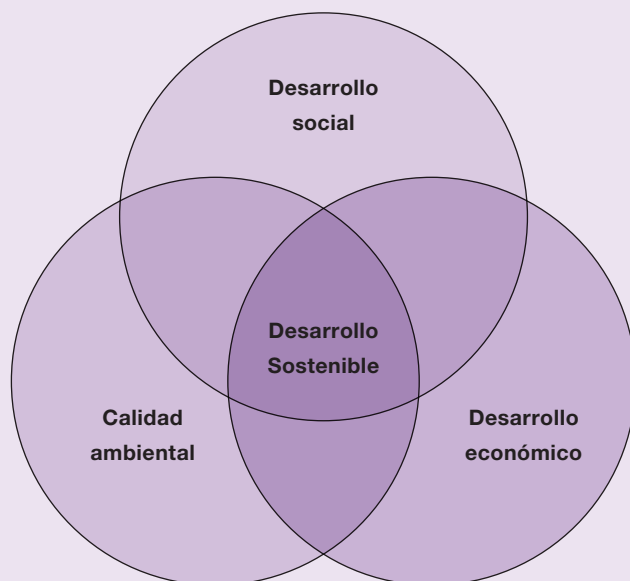 Desarrollo
social
Desarrollo
Sostenible
Calidad
ambiental
Desarrollo
económico